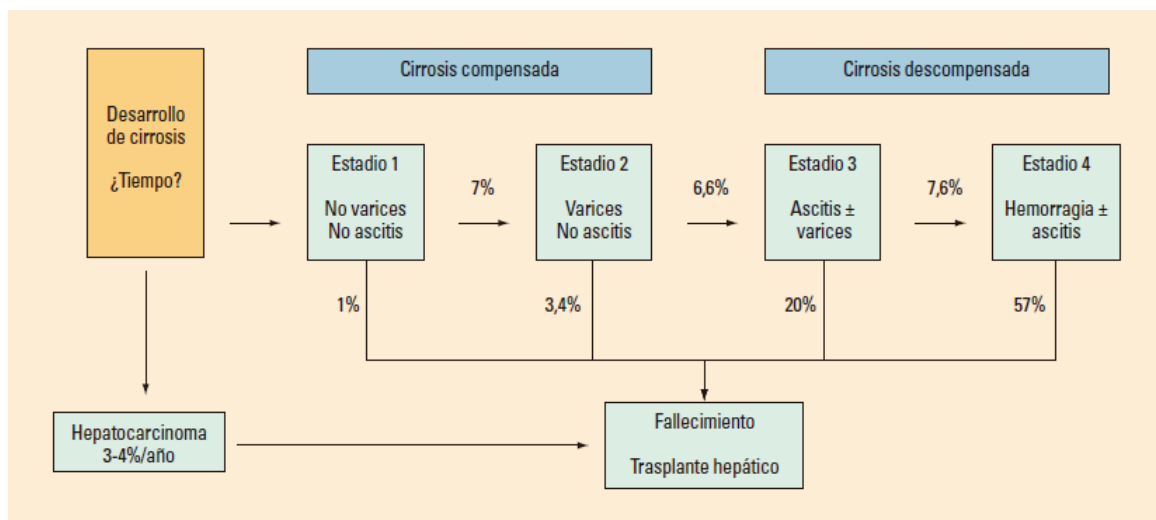 Desarrollo
de cirrosis
¿Tiempo?
Cirrosis compensada
Cirrosis descompensada
Estadio 1
No varices
No ascitis
7%
Estadio 2
Varices
No ascitis
6,6%
Estadio 3
Ascitis ±
varices
7,6%
Estadio 4
Hemorragia ±
ascitis
1%
3,4%
20%
57%
Hepatocarcinoma
3-4%/año
Fallecimiento
Trasplante hepático